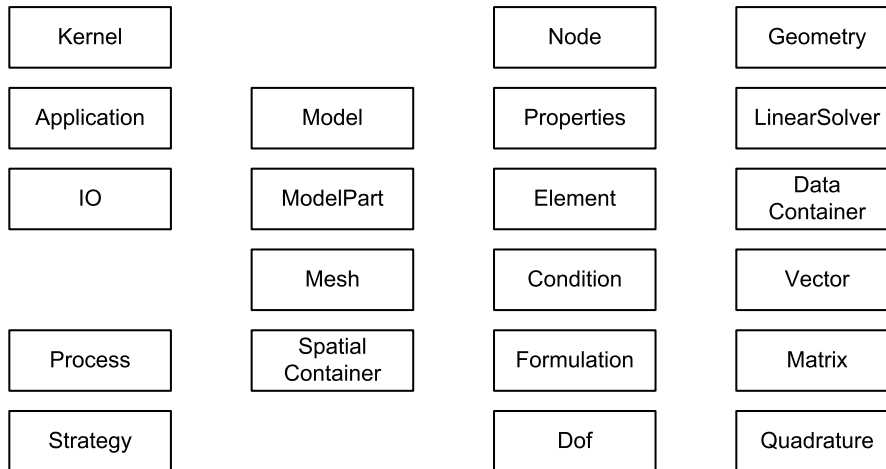 Kernel
Node
Geometry
Application
Model
Properties
LinearSolver
IO
ModelPart
Element
Data
Container
Mesh
Condition
Vector
Process
Spatial
Container
Formulation
Matrix
Strategy
Dof
Quadrature